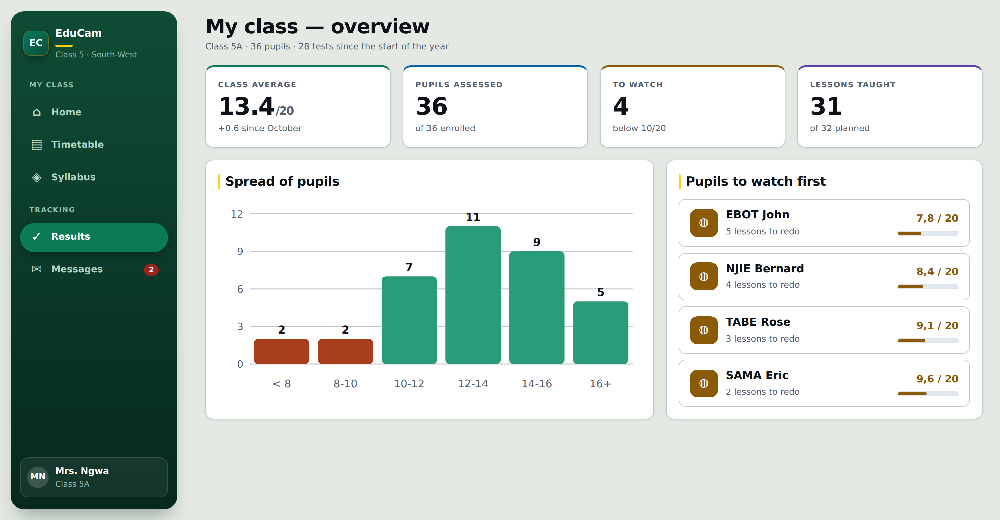 EC
EduCam
Class 5 · South-West
MY CLASS
Home
Timetable
Syllabus
TRACKING
Results
Messages
2
MN
Mrs. Ngwa
Class 5A
My class — overview
Class 5A · 36 pupils · 28 tests since the start of the year
CLASS AVERAGE
13.4/20
+0.6 since October
PUPILS ASSESSED
36
of 36 enrolled
TO WATCH
4
below 10/20
LESSONS TAUGHT
31
of 32 planned
Spread of pupils
12
9
6
3
0
2
2
7
11
9
5
< 8
8-10
10-12
12-14
14-16
16+
Pupils to watch first
EBOT John
5 lessons to redo
7,8 / 20
NJIE Bernard
4 lessons to redo
8,4 / 20
TABE Rose
3 lessons to redo
9,1 / 20
SAMA Eric
2 lessons to redo
9,6 / 20